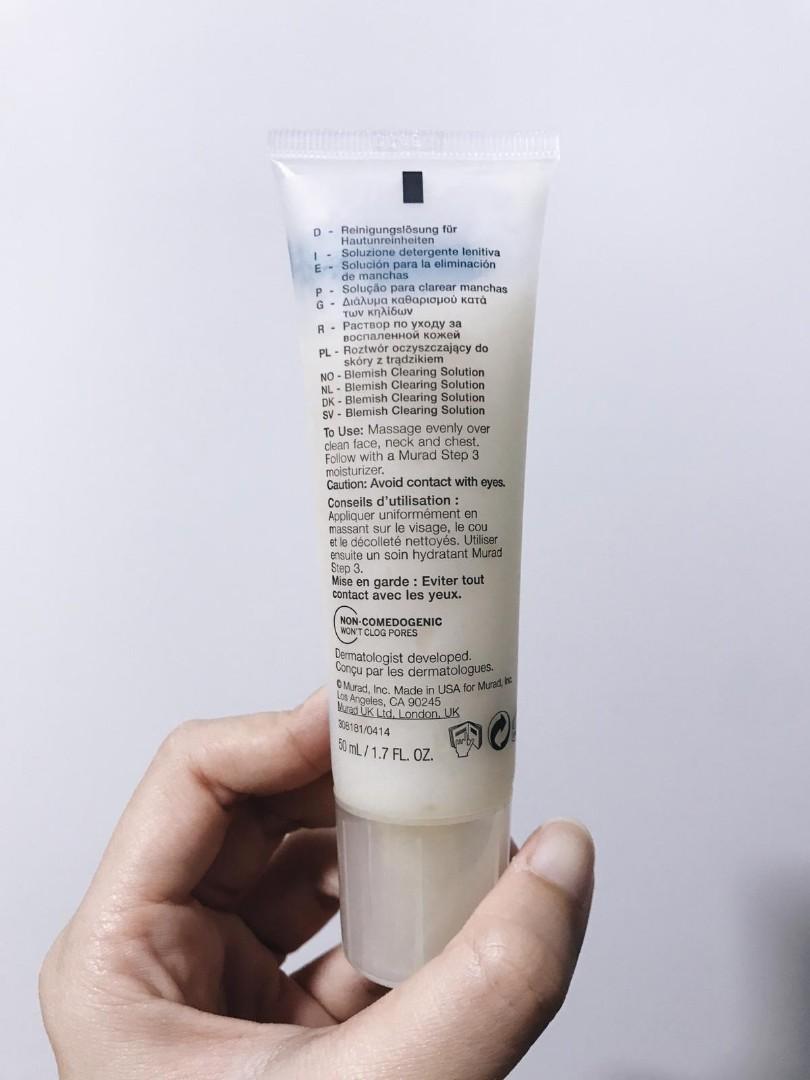 D - Reinigungslösung für
Hautunreinheiten
I - Soluzione detergente lenitiva
E - Solución para la eliminación
de manchas
P - Solução para clarear manchas
G - Διάλυμα καθαρισμού κατά
των κηλίδων
R - Раствор по уходу за
воспаленной кожей
PL - Roztwór oczyszczający do
skóry z trądzikiem
NO - Blemish Clearing Solution
NL - Blemish Clearing Solution
DK - Blemish Clearing Solution
SV - Blemish Clearing Solution
To Use: Massage evenly over
clean face, neck and chest.
Follow with a Murad Step 3
moisturizer.
Caution: Avoid contact with eyes.
Conseils d'utilisation :
Appliquer uniformément en
massant sur le visage, le cou
et le décolleté nettoyés. Utiliser
ensuite un soin hydratant Murad
Step 3.
Mise en garde : Eviter tout
contact avec les yeux.
NON-COMEDOGENIC
WON'T CLOG PORES
Dermatologist developed.
Conçu par les dermatologues.
© Murad, Inc. Made in USA for Murad, Inc.
Los Angeles, CA 90245
Murad UK Ltd, London, UK
308181/0414
50 mL / 1.7 FL. OZ.